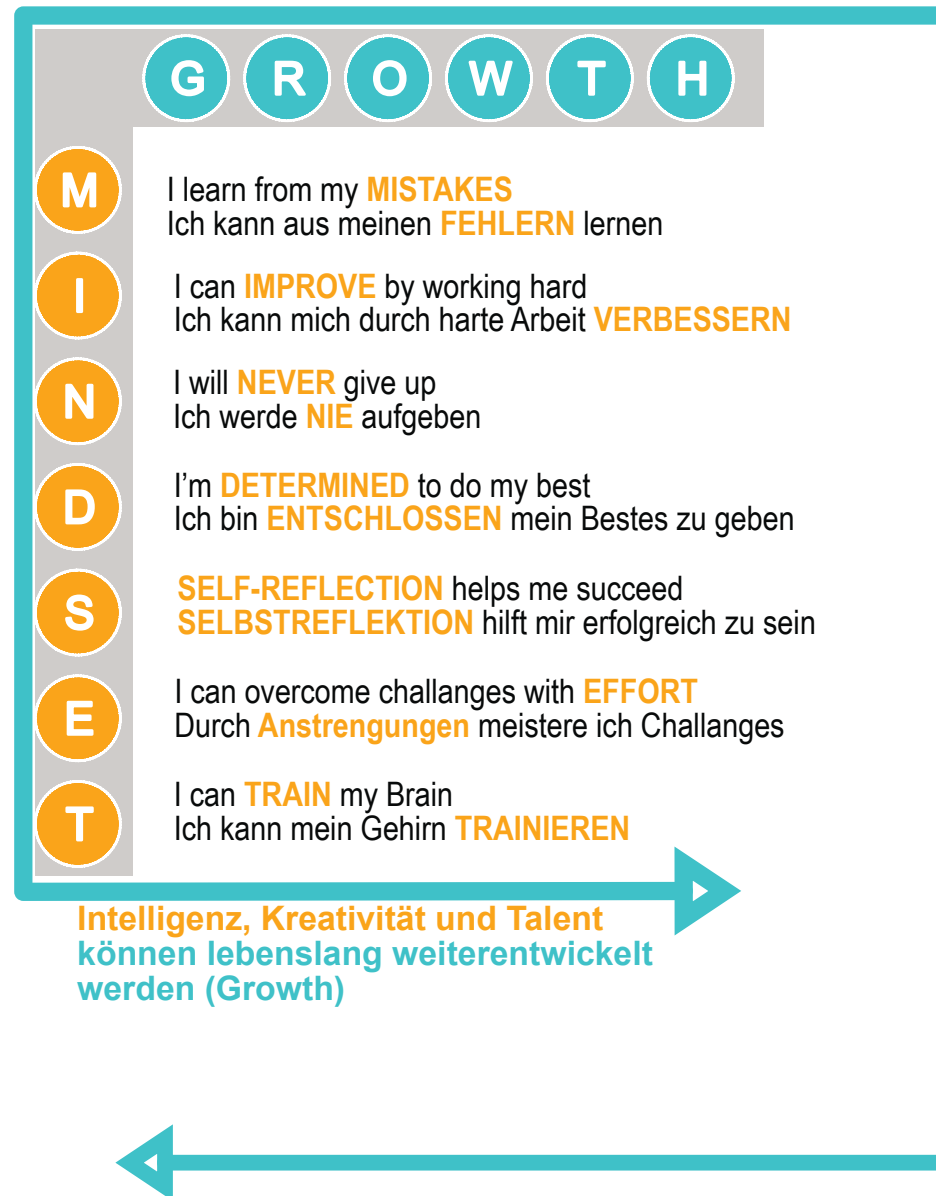 GROWTH
M
I learn from my MISTAKES
Ich kann aus meinen FEHLERN lernen
I
I can IMPROVE by working hard
Ich kann mich durch harte Arbeit VERBESSERN
N
I will NEVER give up
Ich werde NIE aufgeben
D
I'm DETERMINED to do my best
Ich bin ENTSCHLOSSEN mein Bestes zu geben
S
SELF-REFLECTION helps me succeed
SELBSTREFLEKTION hilft mir erfolgreich zu sein
E
I can overcome challanges with EFFORT
Durch Anstrengungen meistere ich Challanges
T
I can TRAIN my Brain
Ich kann mein Gehirn TRAINIEREN
Intelligenz, Kreativität und Talent
können lebenslang weiterentwickelt
werden (Growth)